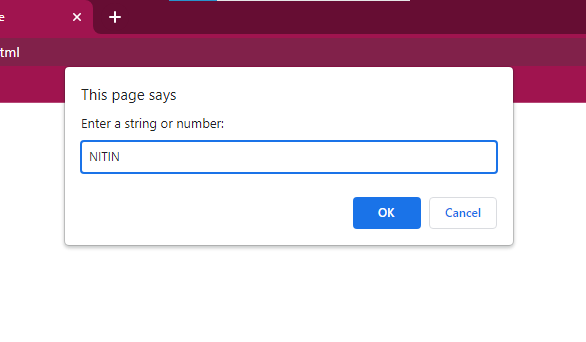 e
tml
This page says
Enter a string or number:
NITIN
OK Cancel